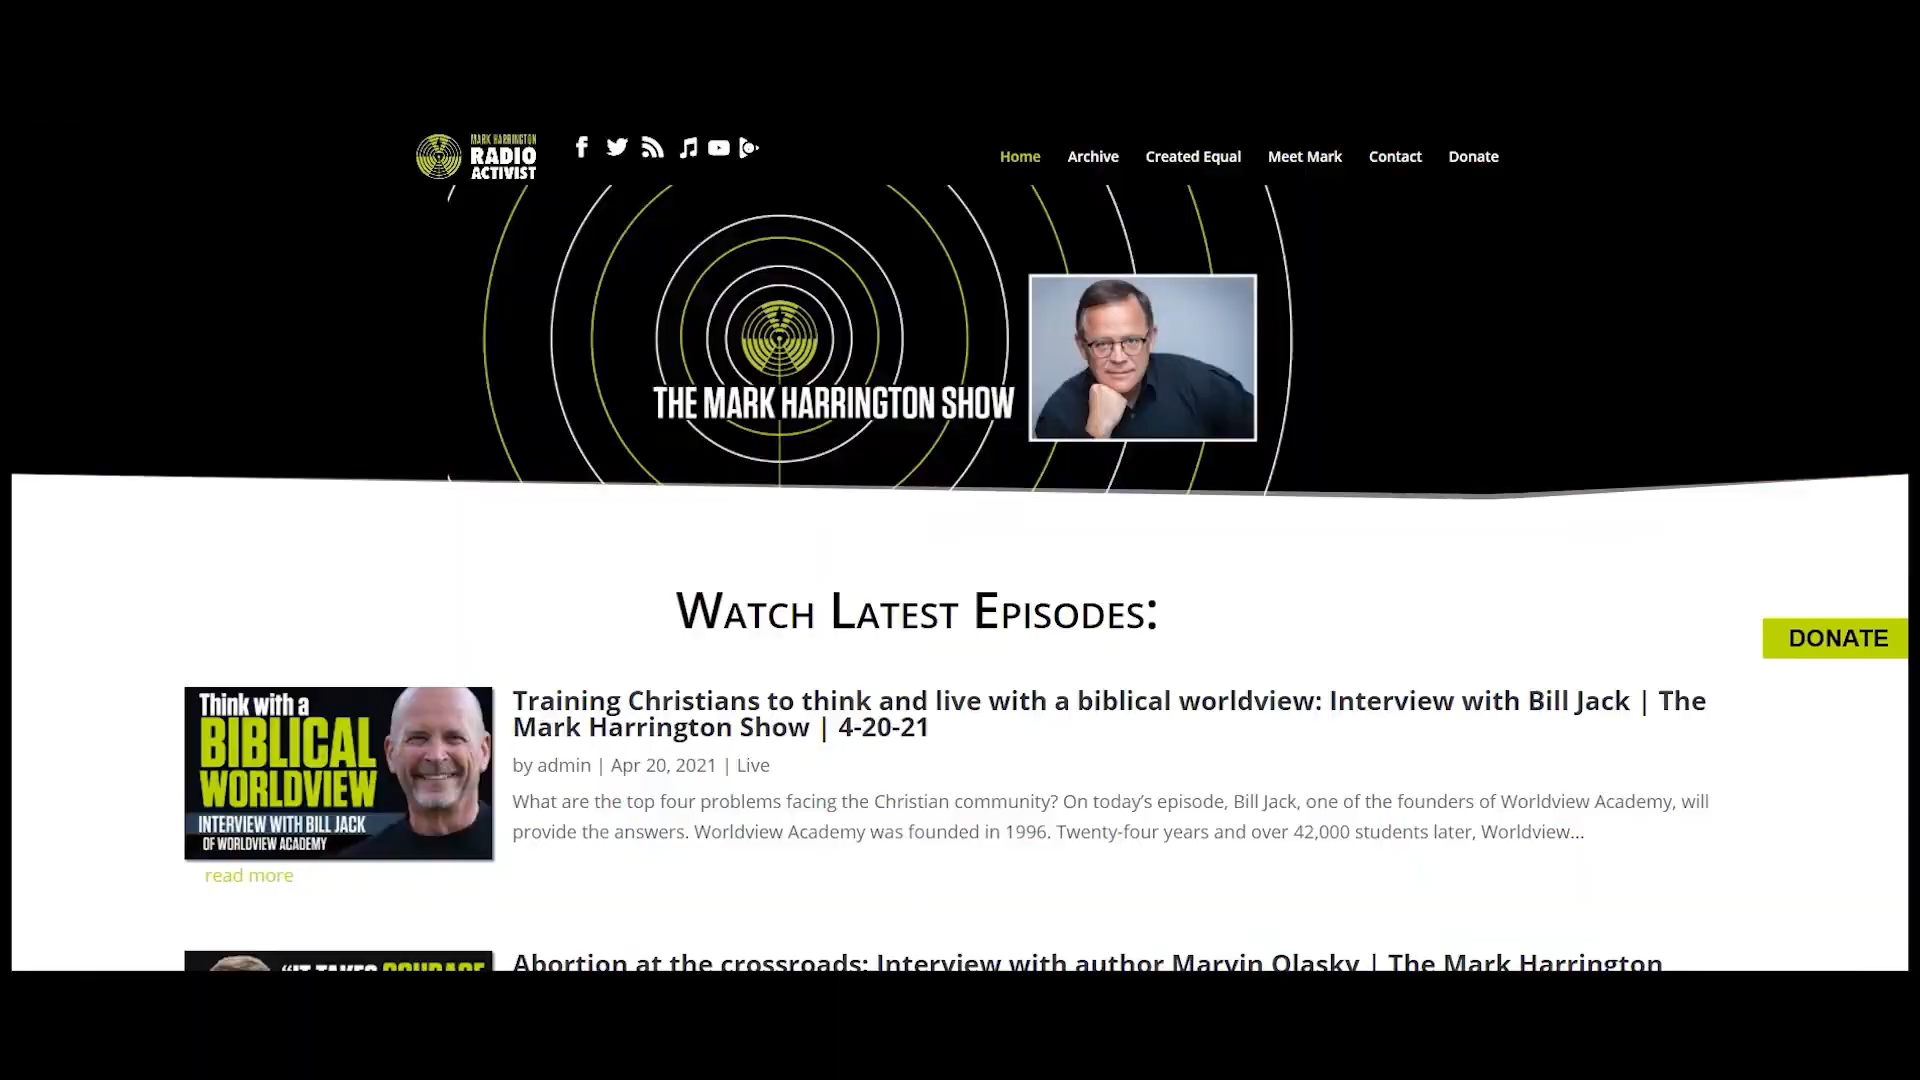 MARK HARRINGTON
RADIO
ACTIVIST
Home
Archive
Created Equal
Meet Mark
Contact
Donate
THE MARK HARRINGTON SHOW
WATCH LATEST EPISODES:
DONATE
Think with a
BIBLICAL
WORLDVIEW
INTERVIEW WITH BILL JACK
OF WORLDVIEW ACADEMY
Training Christians to think and live with a biblical worldview: Interview with Bill Jack | The
Mark Harrington Show | 4-20-21
by admin | Apr 20, 2021 | Live
What are the top four problems facing the Christian community? On today’s episode, Bill Jack, one of the founders of Worldview Academy, will
provide the answers. Worldview Academy was founded in 1996. Twenty-four years and over 42,000 students later, Worldview...
read more
“IT TAKES COURAGE
Abortion at the crossroads: Interview with author Marvin Olasky | The Mark Harrington